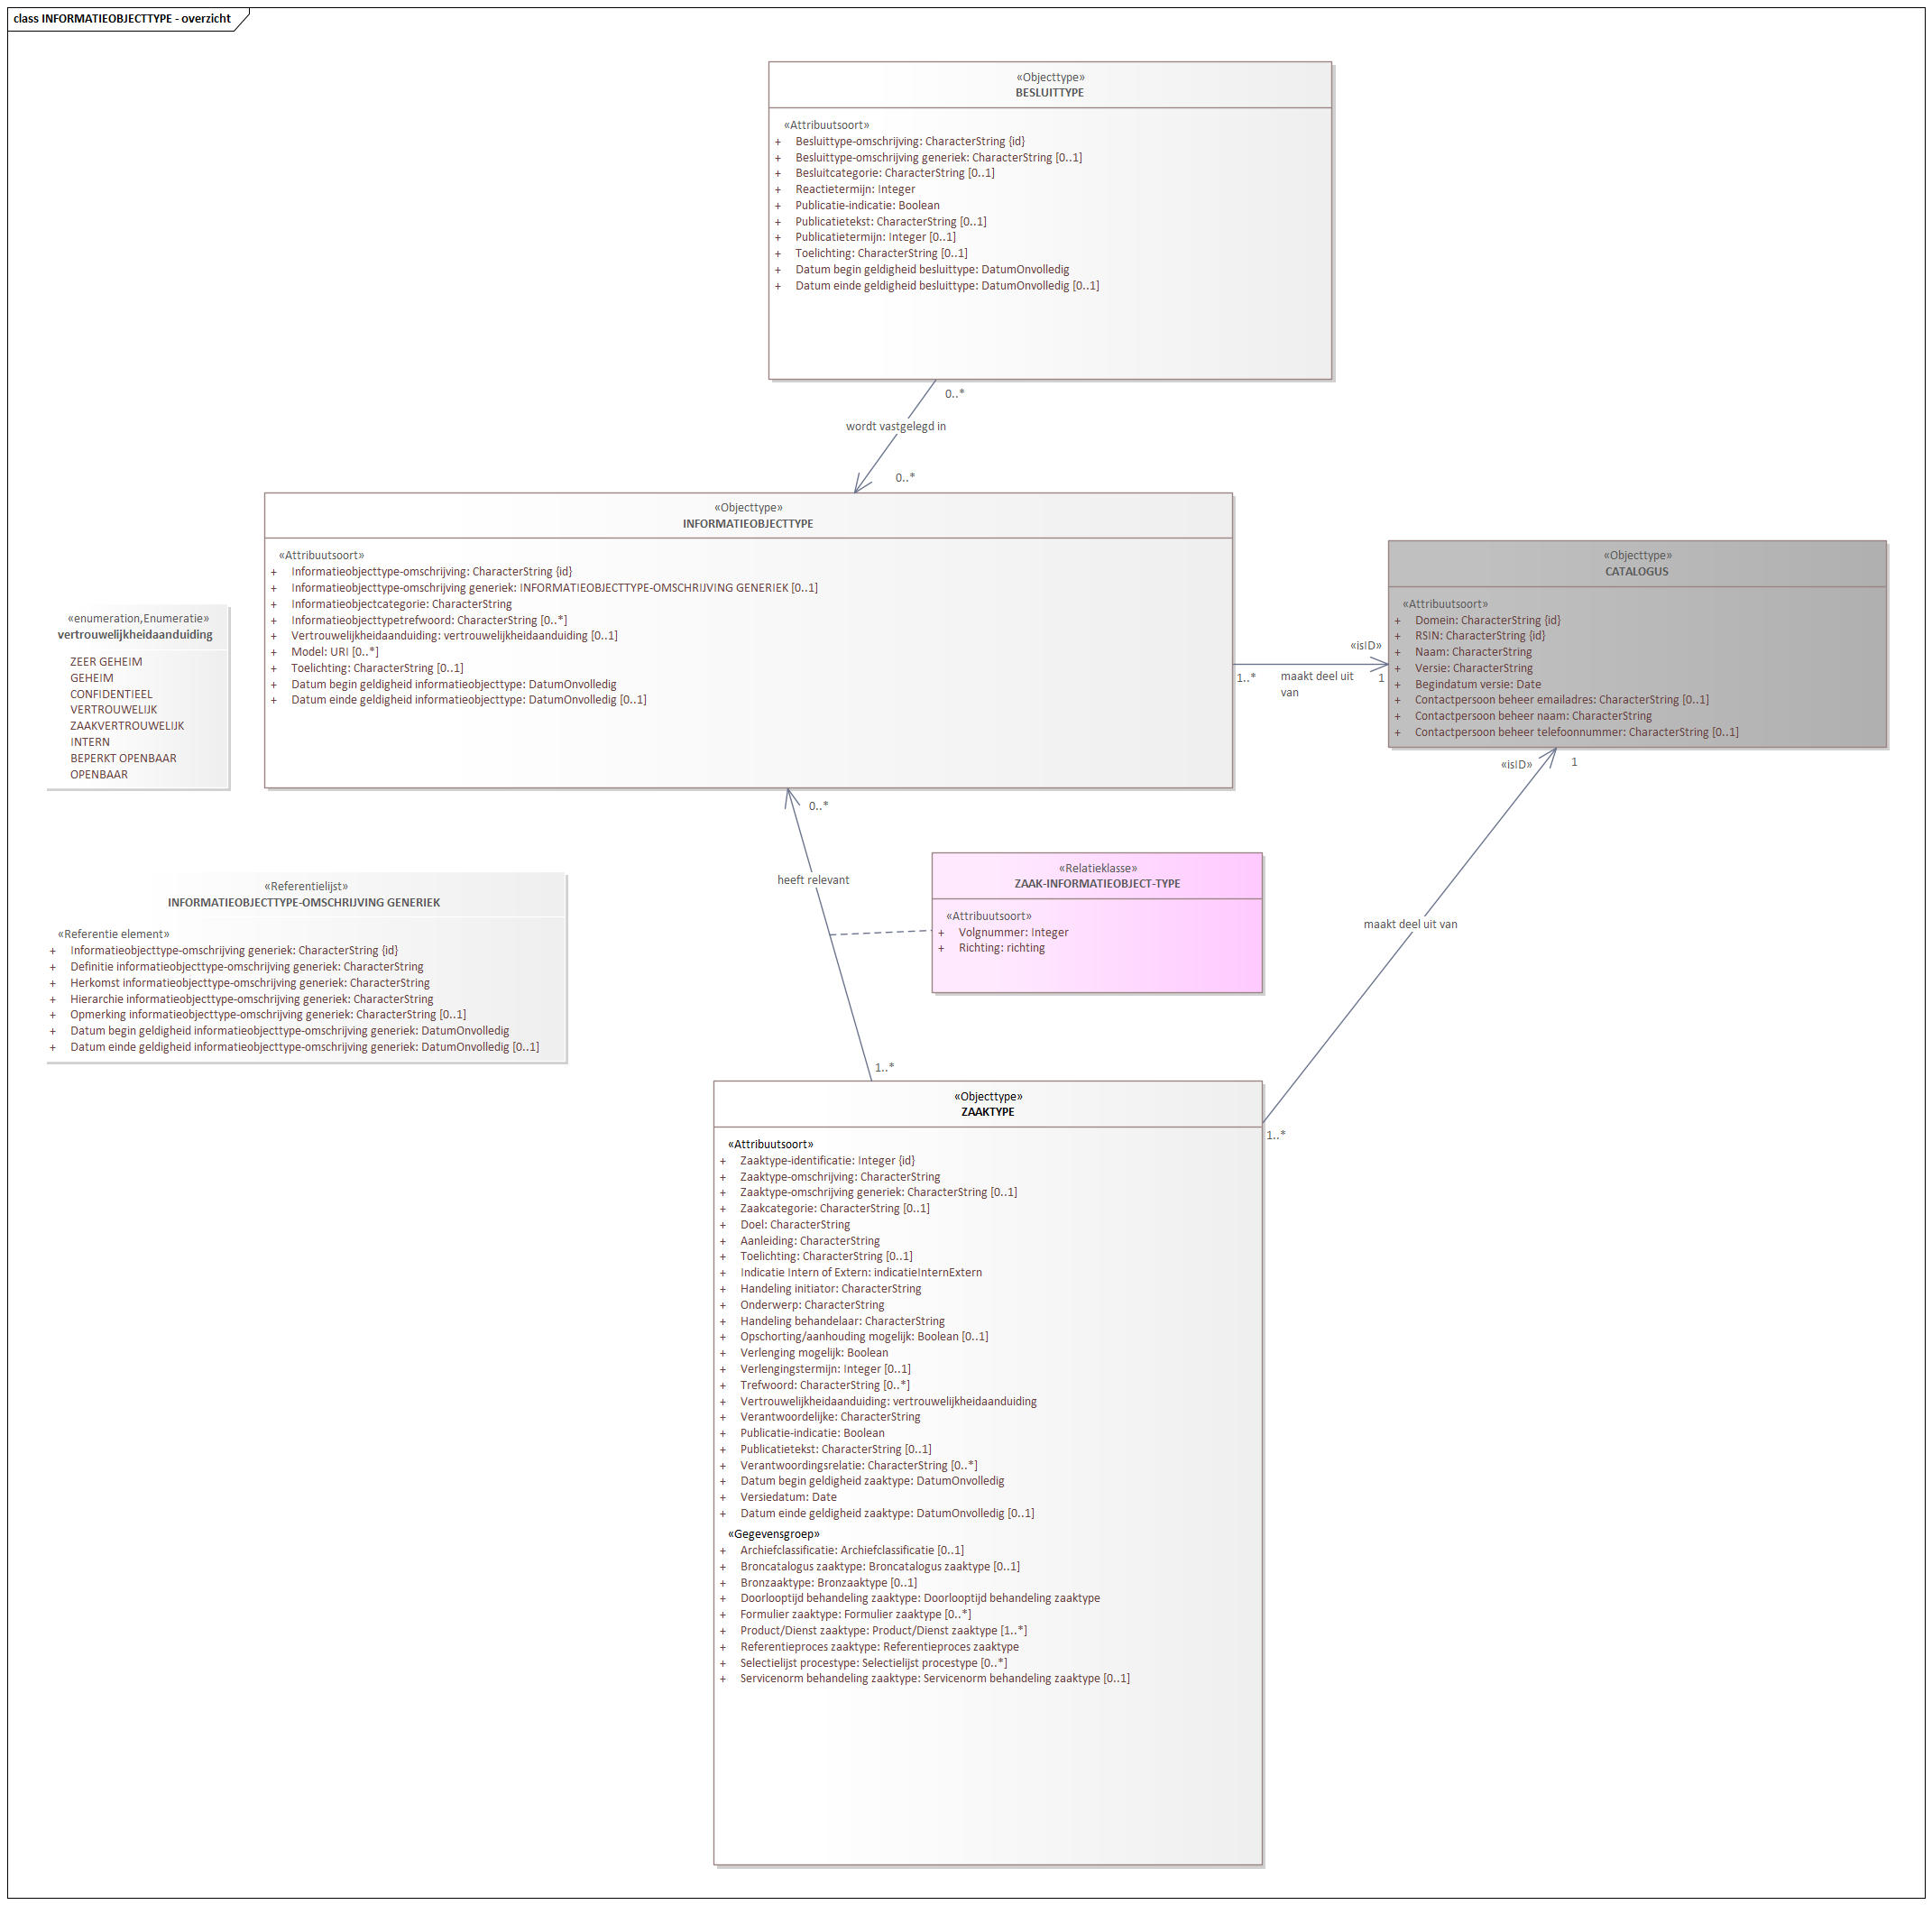 class INFORMATIEOBJECTTYPE - overzicht
«Objecttype»
BESLUITTYPE
«Attribuutsoort»
+ Besluittype-omschrijving: CharacterString {id}
+ Besluittype-omschrijving generiek: CharacterString [0..1]
+ Besluitcategorie: CharacterString [0..1]
+ Reactietermijn: Integer
+ Publicatie-indicatie: Boolean
+ Publicatietekst: CharacterString [0..1]
+ Publicatietermijn: Integer [0..1]
+ Toelichting: CharacterString [0..1]
+ Datum begin geldigheid besluittype: DatumOnvolledig
+ Datum einde geldigheid besluittype: DatumOnvolledig [0..1]
0..*
wordt vastgelegd in
0..*
«Objecttype»
INFORMATIEOBJECTTYPE
«Attribuutsoort»
+ Informatieobjecttype-omschrijving: CharacterString {id}
+ Informatieobjecttype-omschrijving generiek: INFORMATIEOBJECTTYPE-OMSCHRIJVING GENERIEK [0..1]
+ Informatieobjectcategorie: CharacterString
+ Informatieobjecttypetrefwoord: CharacterString [0..*]
+ Vertrouwelijkheidaanduiding: vertrouwelijkheidaanduiding [0..1]
+ Model: URI [0..*]
+ Toelichting: CharacterString [0..1]
+ Datum begin geldigheid informatieobjecttype: DatumOnvolledig
+ Datum einde geldigheid informatieobjecttype: DatumOnvolledig [0..1]
«isID»
1..*
maakt deel uit
van
1
«Objecttype»
CATALOGUS
«Attribuutsoort»
+ Domein: CharacterString {id}
+ RSIN: CharacterString {id}
+ Naam: CharacterString
+ Versie: CharacterString
+ Begindatum versie: Date
+ Contactpersoon beheer emailadres: CharacterString [0..1]
+ Contactpersoon beheer naam: CharacterString
+ Contactpersoon beheer telefoonnummer: CharacterString [0..1]
«enumeration,Enumeratie»
vertrouwelijkheidaanduiding
ZEER GEHEIM
GEHEIM
CONFIDENTIEEL
VERTROUWELIJK
ZAAKVERTROUWELIJK
INTERN
BEPERKT OPENBAAR
OPENBAAR
«isID»
1
maakt deel uit van
1..*
0..*
heeft relevant
1..*
«Relatieklasse»
ZAAK-INFORMATIEOBJECT-TYPE
«Attribuutsoort»
+ Volgnummer: Integer
+ Richting: richting
«Referentielijst»
INFORMATIEOBJECTTYPE-OMSCHRIJVING GENERIEK
«Referentie element»
+ Informatieobjecttype-omschrijving generiek: CharacterString {id}
+ Definitie informatieobjecttype-omschrijving generiek: CharacterString
+ Herkomst informatieobjecttype-omschrijving generiek: CharacterString
+ Hierarchie informatieobjecttype-omschrijving generiek: CharacterString
+ Opmerking informatieobjecttype-omschrijving generiek: CharacterString [0..1]
+ Datum begin geldigheid informatieobjecttype-omschrijving generiek: DatumOnvolledig
+ Datum einde geldigheid informatieobjecttype-omschrijving generiek: DatumOnvolledig [0..1]
«Objecttype»
ZAAKTYPE
«Attribuutsoort»
+ Zaaktype-identificatie: Integer {id}
+ Zaaktype-omschrijving: CharacterString
+ Zaaktype-omschrijving generiek: CharacterString [0..1]
+ Zaakcategorie: CharacterString [0..1]
+ Doel: CharacterString
+ Aanleiding: CharacterString
+ Toelichting: CharacterString [0..1]
+ Indicatie Intern of Extern: indicatieInternExtern
+ Handeling initiator: CharacterString
+ Onderwerp: CharacterString
+ Handeling behandelaar: CharacterString
+ Opschorting/aanhouding mogelijk: Boolean [0..1]
+ Verlenging mogelijk: Boolean
+ Verlengingstermijn: Integer [0..1]
+ Trefwoord: CharacterString [0..*]
+ Vertrouwelijkheidaanduiding: vertrouwelijkheidaanduiding
+ Verantwoordelijke: CharacterString
+ Publicatie-indicatie: Boolean
+ Publicatietekst: CharacterString [0..1]
+ Verantwoordingsrelatie: CharacterString [0..*]
+ Datum begin geldigheid zaaktype: DatumOnvolledig
+ Versiedatum: Date
+ Datum einde geldigheid zaaktype: DatumOnvolledig [0..1]
«Gegevensgroep»
+ Archiefclassificatie: Archiefclassificatie [0..1]
+ Broncatalogus zaaktype: Broncatalogus zaaktype [0..1]
+ Bronzaaktype: Bronzaaktype [0..1]
+ Doorlooptijd behandeling zaaktype: Doorlooptijd behandeling zaaktype
+ Formulier zaaktype: Formulier zaaktype [0..*]
+ Product/Dienst zaaktype: Product/Dienst zaaktype [1..*]
+ Referentieproces zaaktype: Referentieproces zaaktype
+ Selectielijst procestype: Selectielijst procestype [0..*]
+ Servicenorm behandeling zaaktype: Servicenorm behandeling zaaktype [0..1]